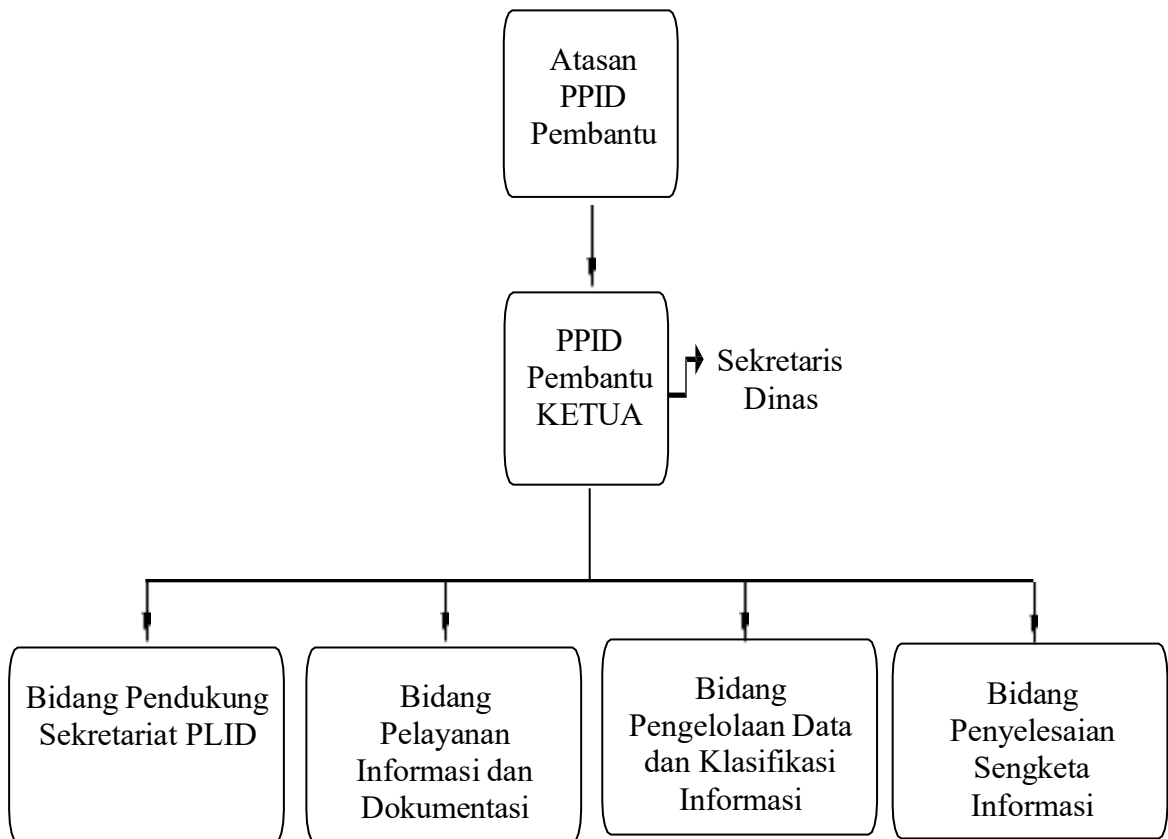 Atasan
PPID
Pembantu
PPID
Pembantu
KETUA
Sekretaris
Dinas
Bidang Pendukung
Sekretariat PLID
Bidang
Pelayanan
Informasi dan
Dokumentasi
Bidang
Pengelolaan Data
dan Klasifikasi
Informasi
Bidang
Penyelesaian
Sengketa
Informasi